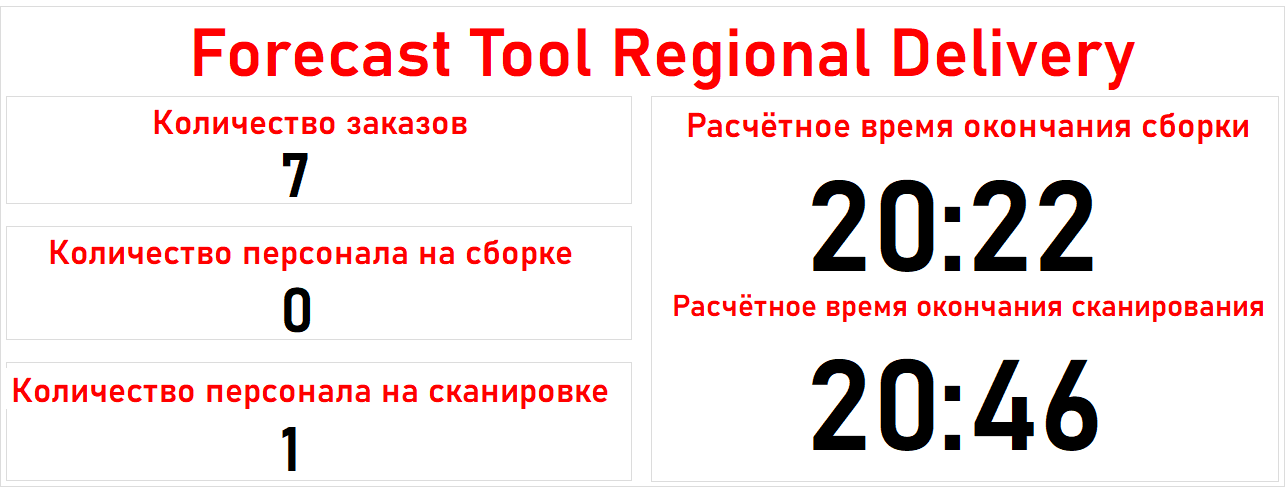 Forecast Tool Regional Delivery
Количество заказов
7
Количество персонала на сборке
0
Количество персонала на сканировке
1
Расчётное время окончания сборки
20:22
Расчётное время окончания сканирования
20:46